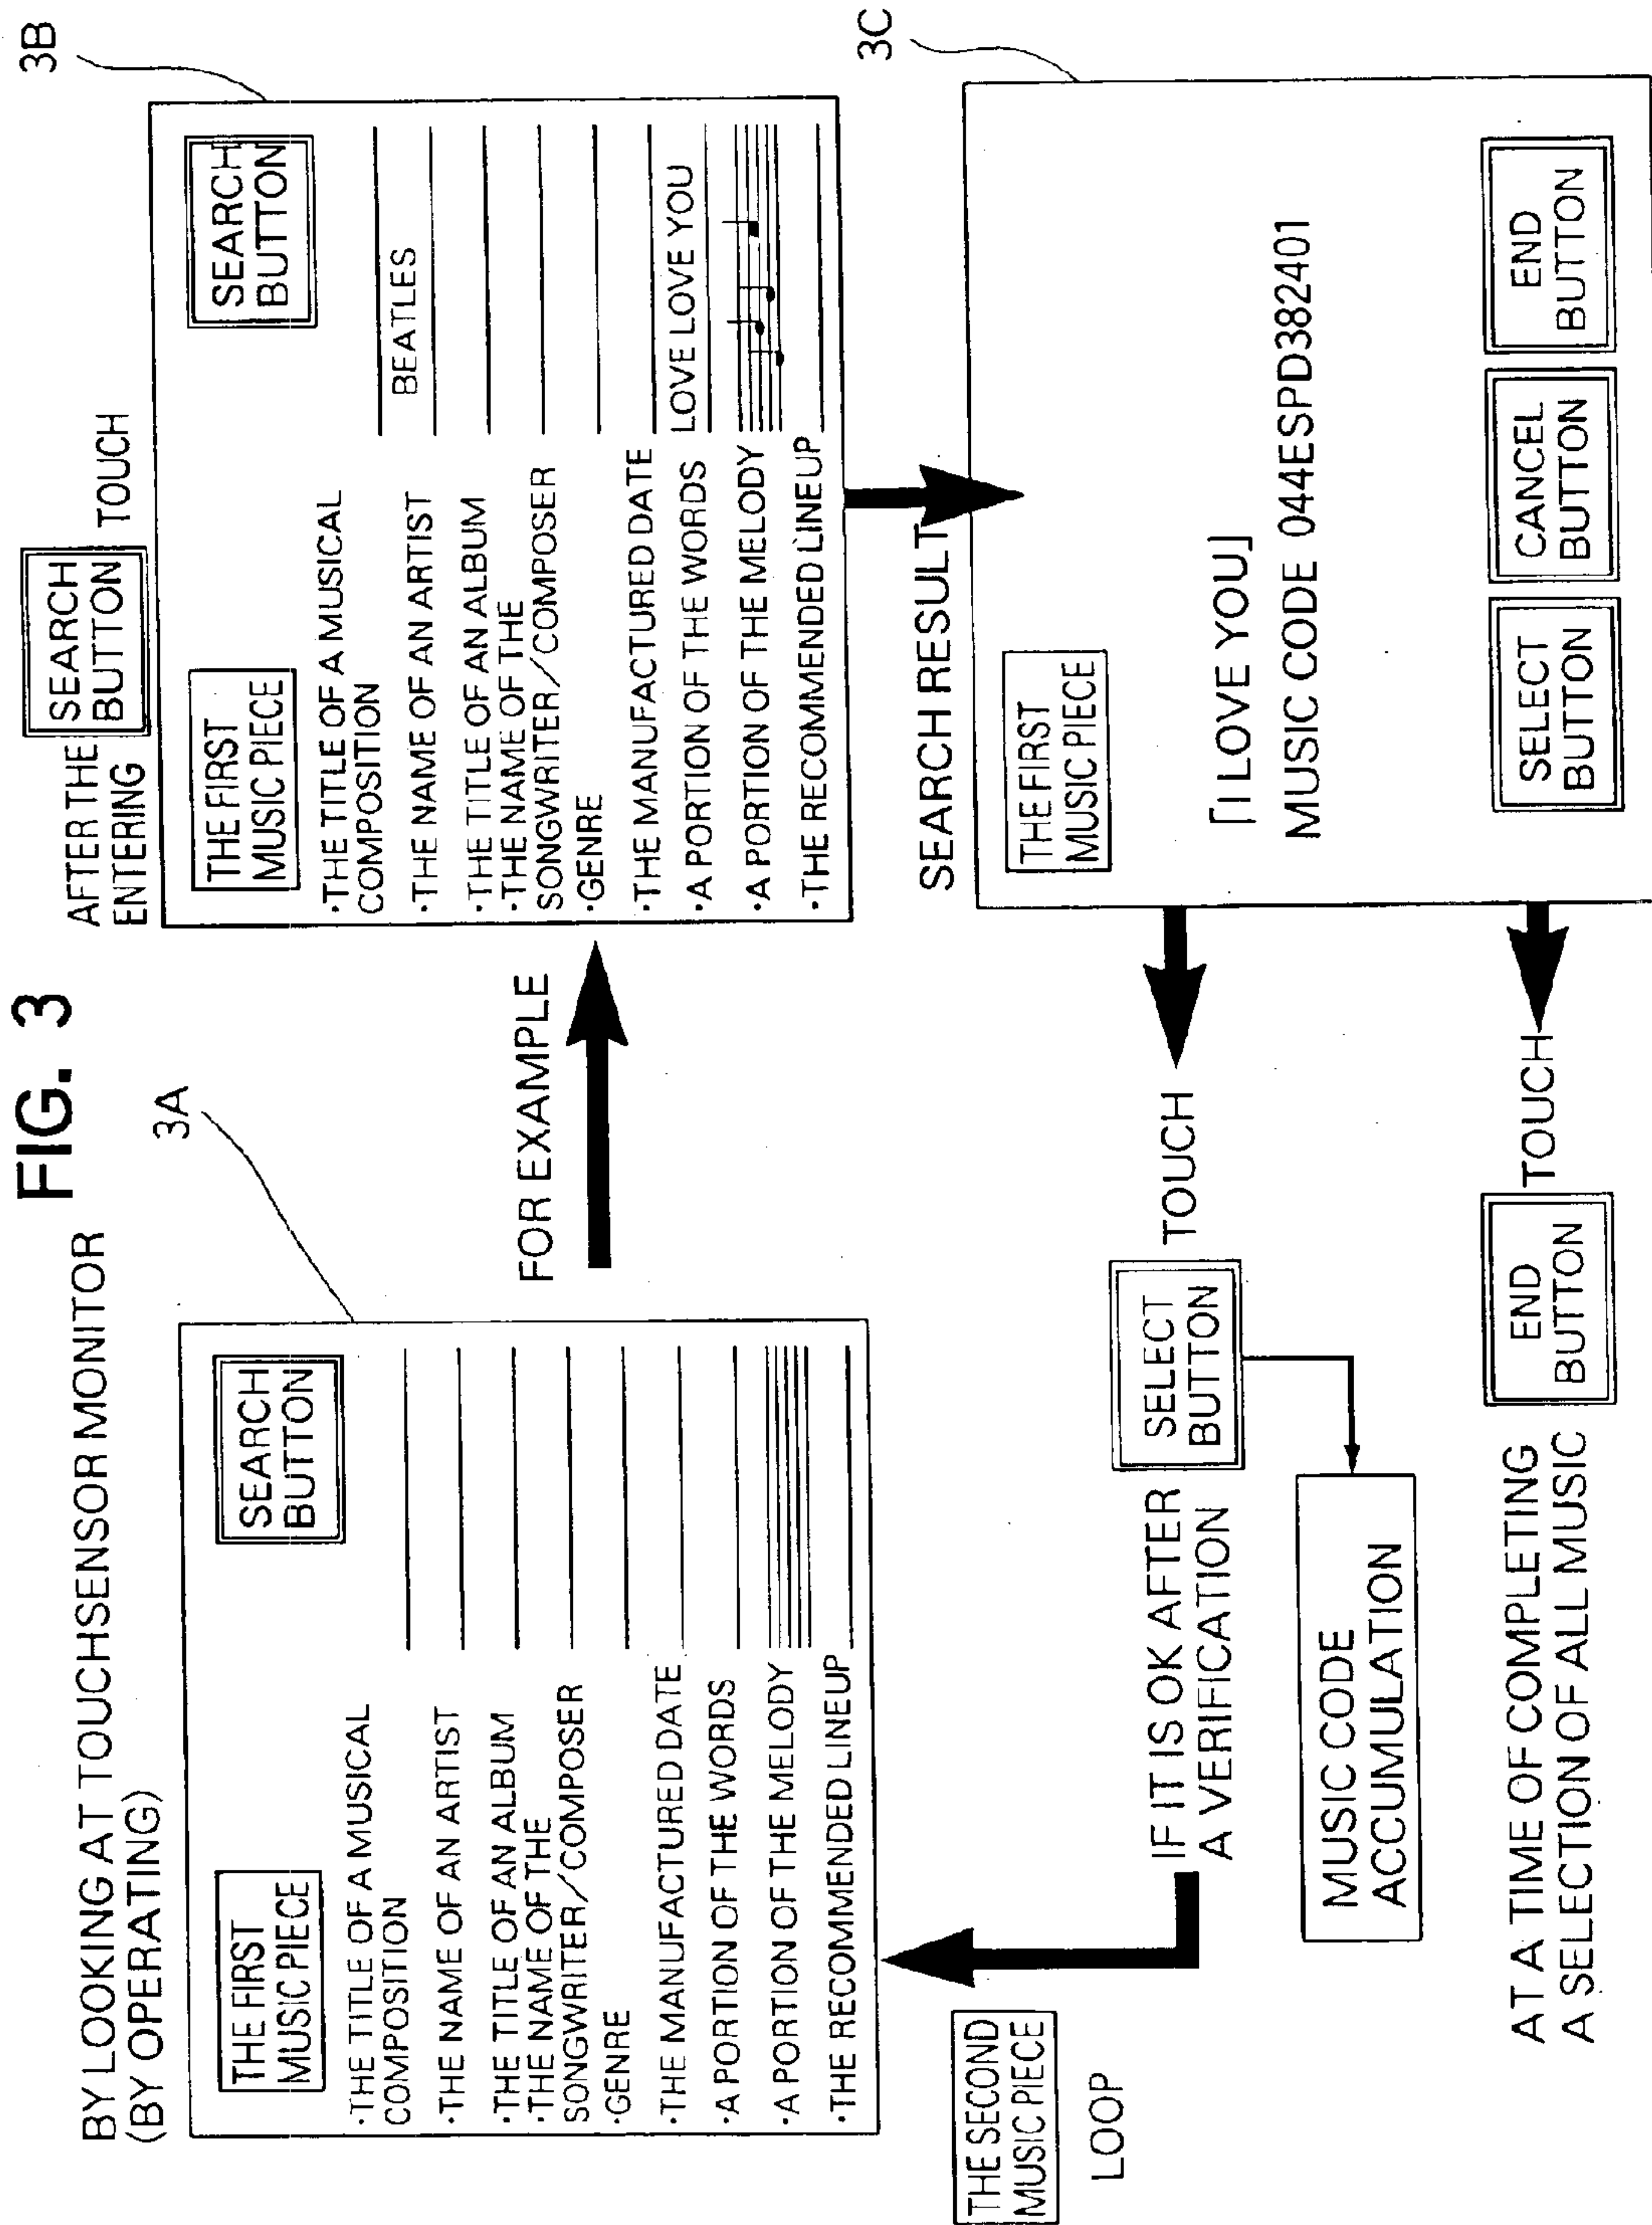 FIG. 3
BY LOOKING AT TOUCHSENSOR MONITOR
(BY OPERATING)
3A
THE FIRST
MUSIC PIECE
SEARCH
BUTTON
·THE TITLE OF A MUSICAL
COMPOSITION
·THE NAME OF AN ARTIST
·THE TITLE OF AN ALBUM
·THE NAME OF THE
SONGWRITER/COMPOSER
·GENRE
·THE MANUFACTURED DATE
·A PORTION OF THE WORDS
·A PORTION OF THE MELODY
·THE RECOMMENDED LINEUP
FOR EXAMPLE
AFTER THE
ENTERING
SEARCH
BUTTON
TOUCH
3B
THE FIRST
MUSIC PIECE
SEARCH
BUTTON
·THE TITLE OF A MUSICAL
COMPOSITION
·THE NAME OF AN ARTIST BEATLES
·THE TITLE OF AN ALBUM
·THE NAME OF THE
SONGWRITER/COMPOSER
·GENRE
·THE MANUFACTURED DATE
·A PORTION OF THE WORDS LOVE LOVE YOU
·A PORTION OF THE MELODY
·THE RECOMMENDED LINEUP
SEARCH RESULT
3C
THE FIRST
MUSIC PIECE
「I LOVE YOU」
MUSIC CODE 044ESPD382401
SELECT
BUTTON
CANCEL
BUTTON
END
BUTTON
THE SECOND
MUSIC PIECE
LOOP
IF IT IS OK AFTER
A VERIFICATION
SELECT
BUTTON
TOUCH
MUSIC CODE
ACCUMULATION
AT A TIME OF COMPLETING
A SELECTION OF ALL MUSIC
END
BUTTON
TOUCH